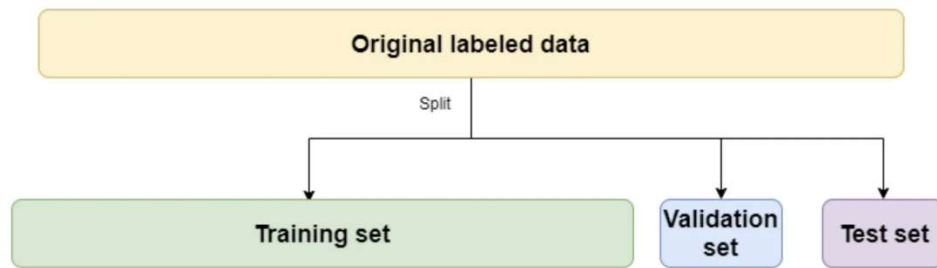 Original labeled data
Split
Training set
Validation
set
Test set